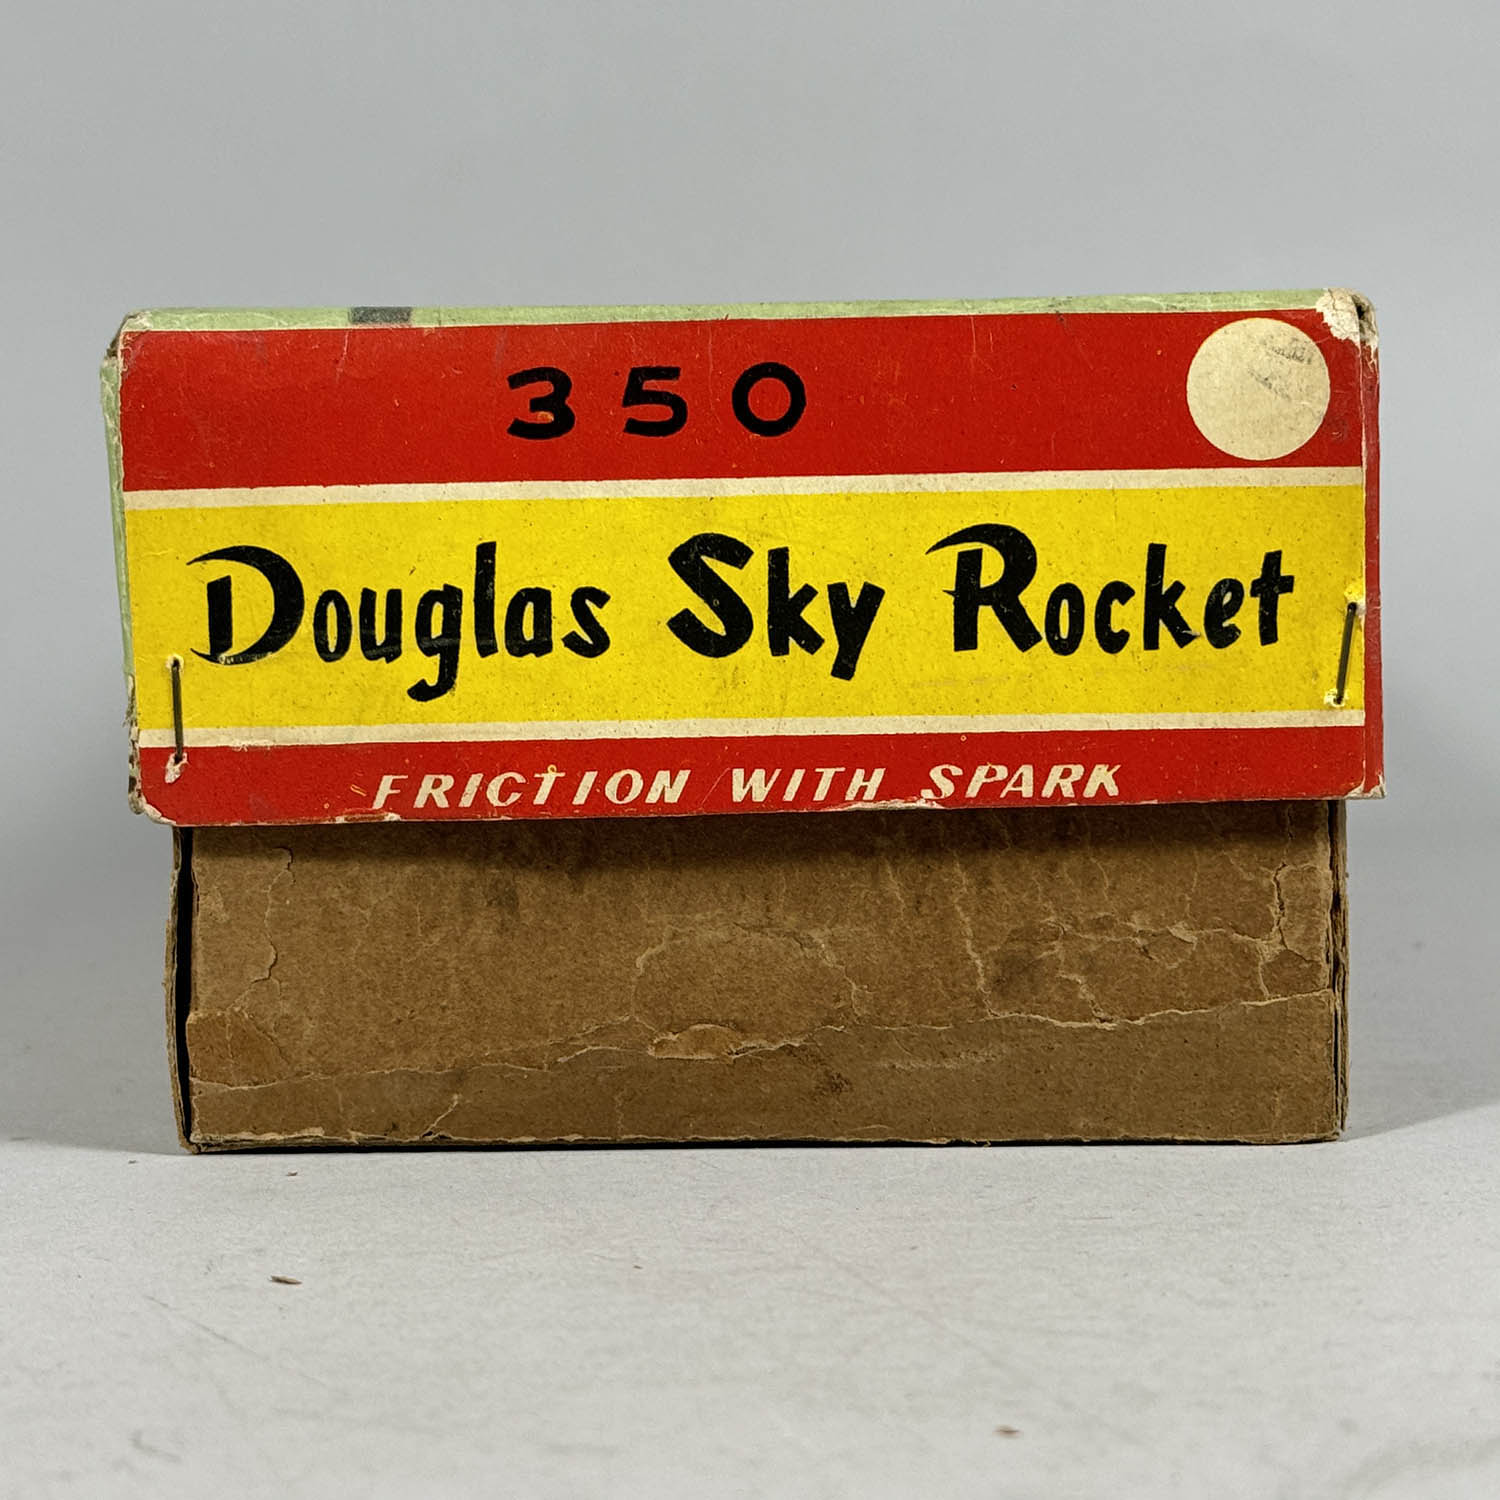 350
Douglas Sky Rocket
FRICTION WITH SPARK